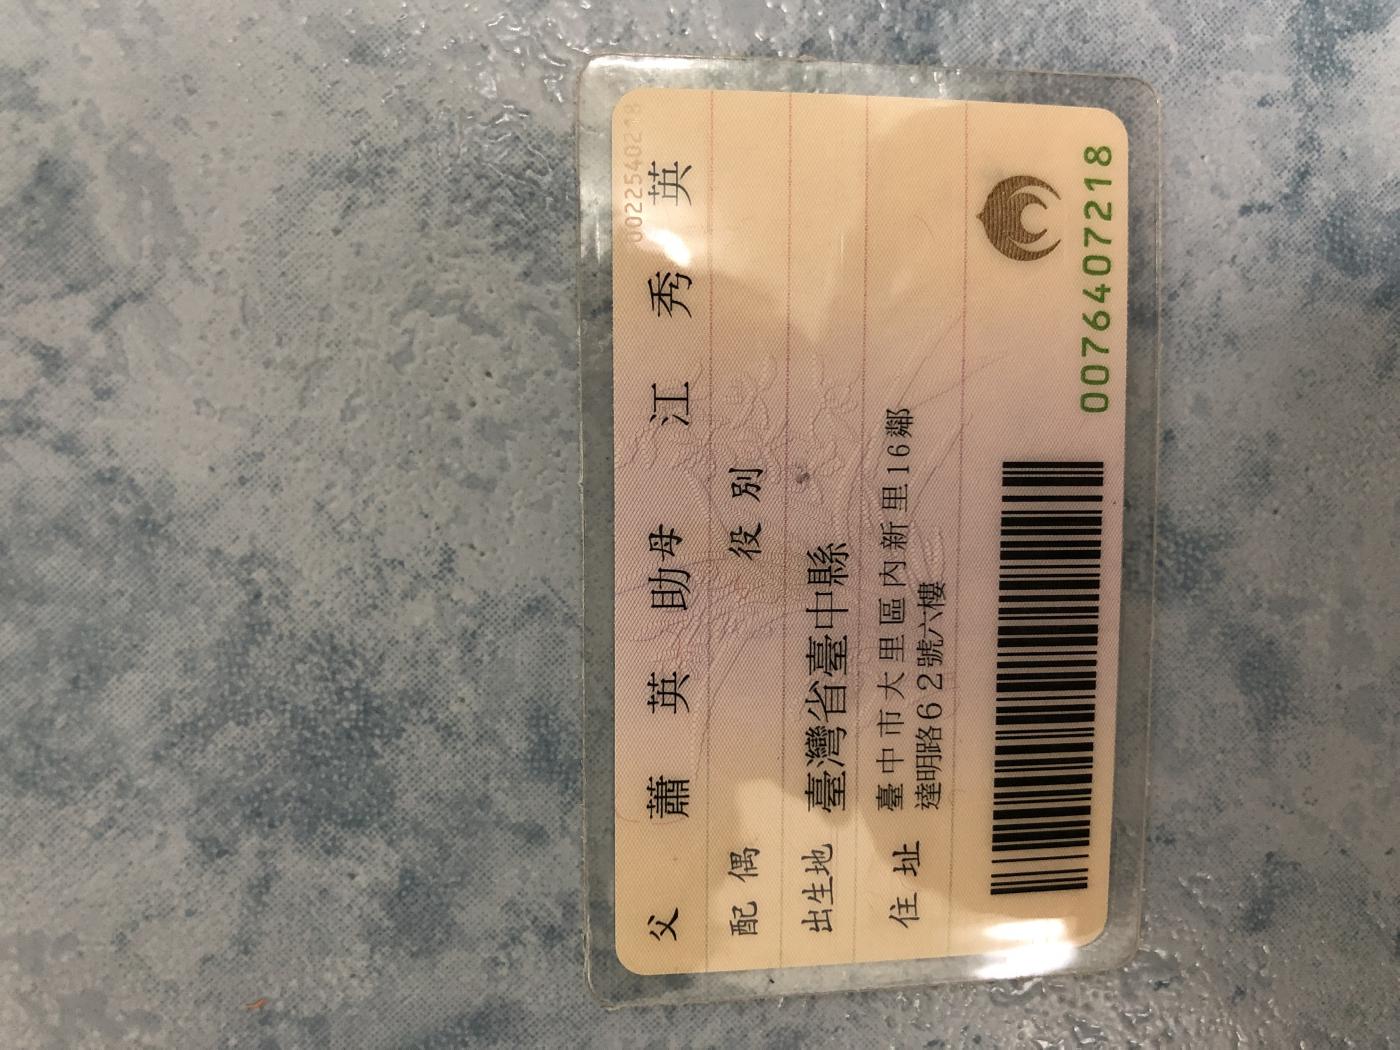 0022540218
父 蕭英助 母 江秀英
配偶 役別
出生地 臺灣省臺中縣
住址 臺中市大里區內新里16鄰
達明路62號六樓
0076407218